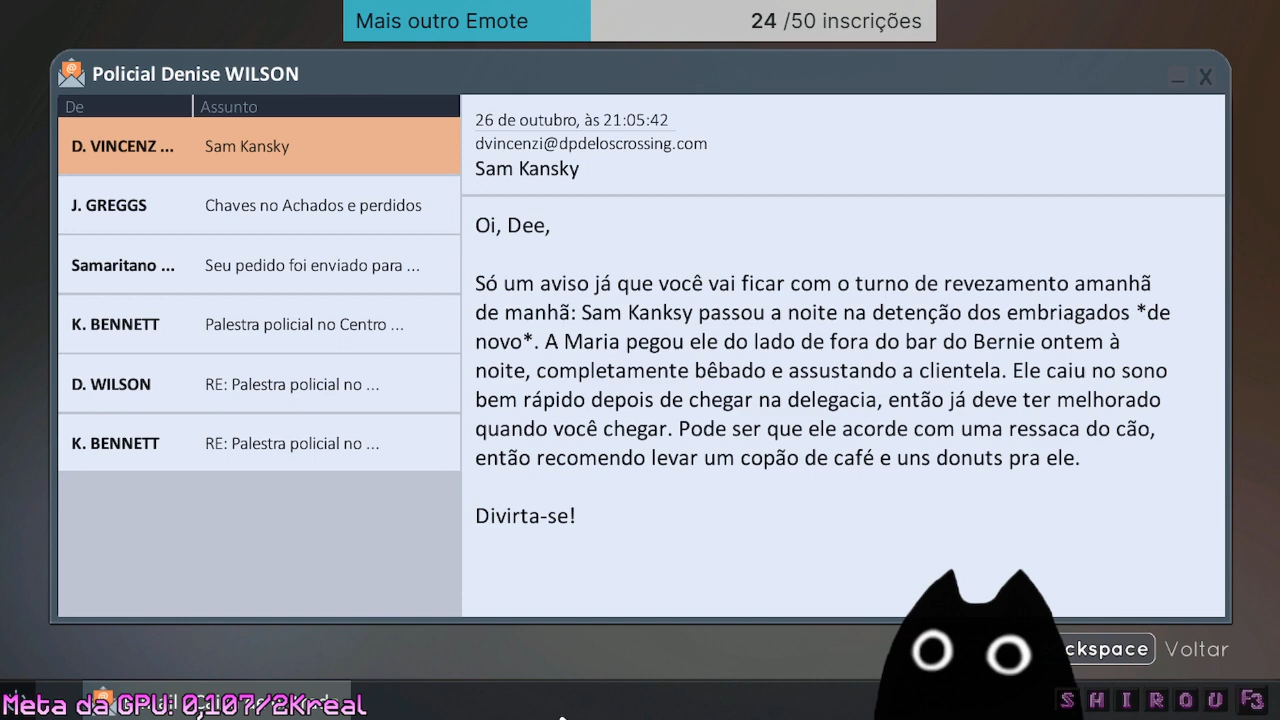 Mais outro Emote
24 /50 inscrições
Policial Denise WILSON
De
Assunto
D. VINCENZ ...
Sam Kansky
J. GREGGS
Chaves no Achados e perdidos
Samaritano ...
Seu pedido foi enviado para ...
K. BENNETT
Palestra policial no Centro ...
D. WILSON
RE: Palestra policial no ...
K. BENNETT
RE: Palestra policial no ...
26 de outubro, às 21:05:42
dvincenzi@dpdeloscrossing.com
Sam Kansky
Oi, Dee,
Só um aviso já que você vai ficar com o turno de revezamento amanhã
de manhã: Sam Kanksy passou a noite na detenção dos embriagados *de
novo*. A Maria pegou ele do lado de fora do bar do Bernie ontem à
noite, completamente bêbado e assustando a clientela. Ele caiu no sono
bem rápido depois de chegar na delegacia, então já deve ter melhorado
quando você chegar. Pode ser que ele acorde com uma ressaca do cão,
então recomendo levar um copão de café e uns donuts pra ele.
Divirta-se!
ckspace
Voltar
Meta da GPU: 0,107/2Kreal
SHIROU F3